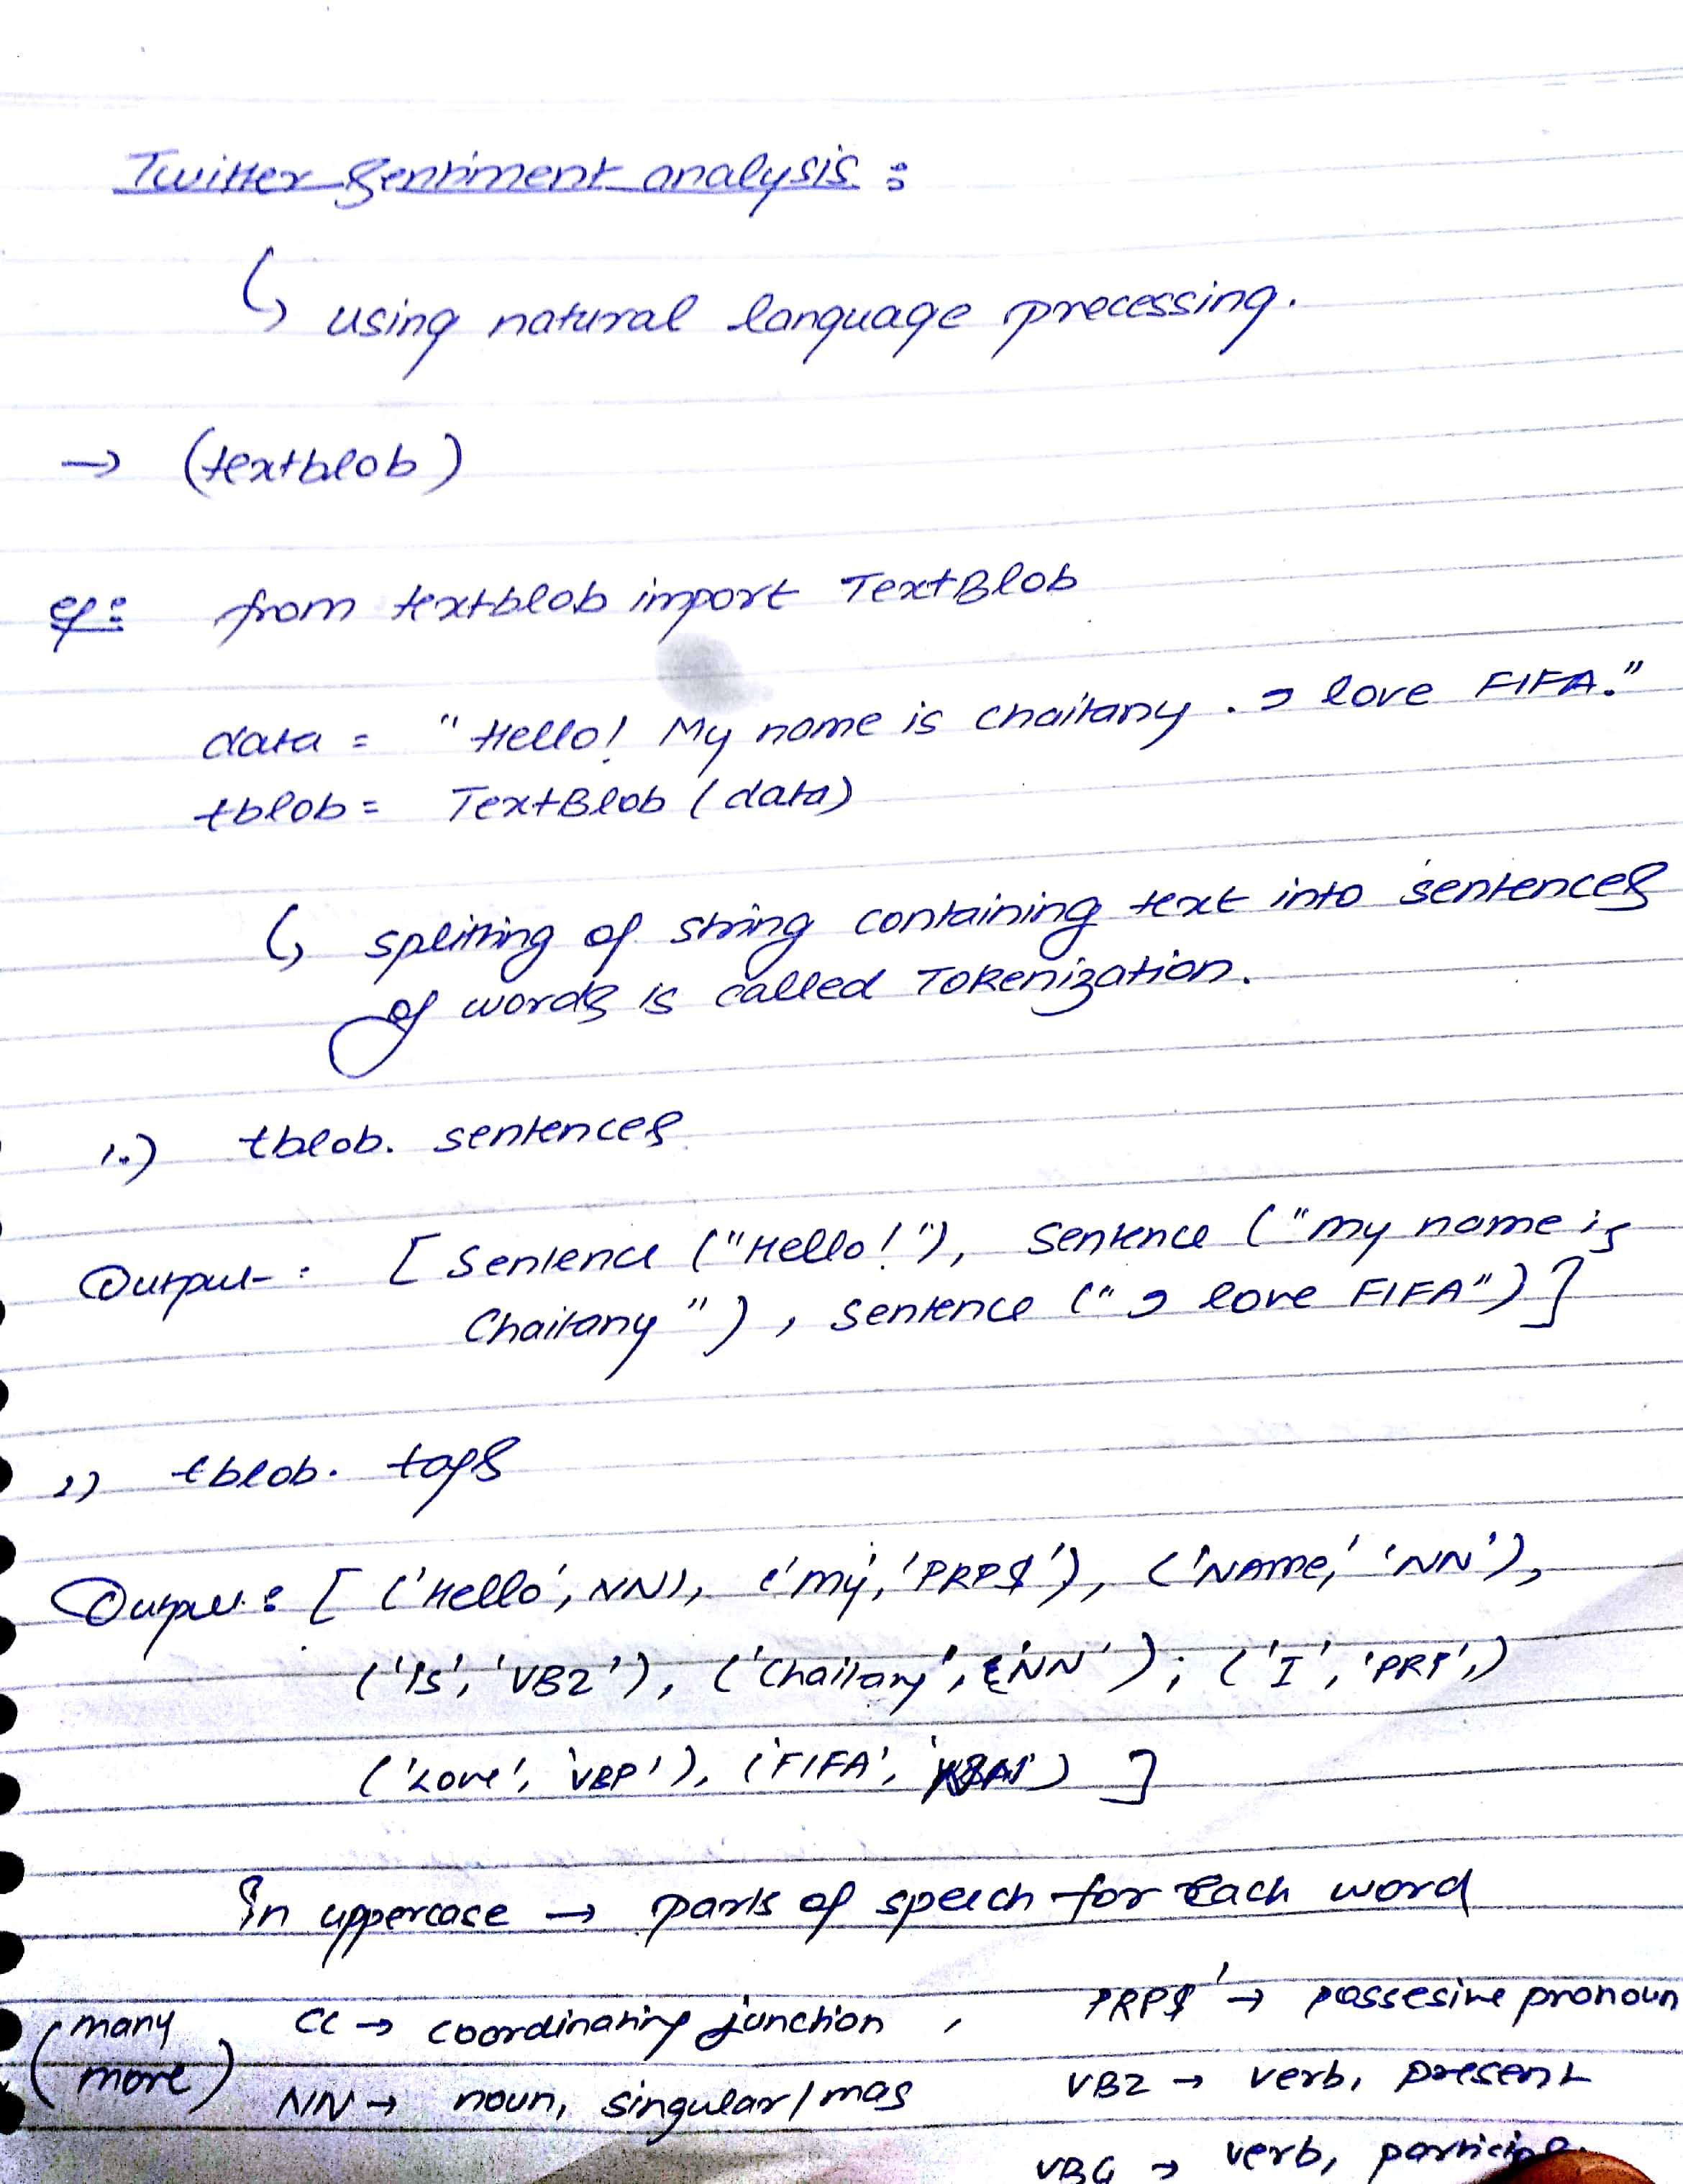 Twitter Sentiment analysis :
↳ using natural language processing.
→ (textblob)
eg: from textblob import TextBlob
data = "Hello! My name is Chaitany. I love FIFA."
tblob = TextBlob (data)
↳ splitting of string containing text into sentences
of words is called Tokenization.
1.) tblob. sentences
Output : [ Sentence ("Hello!"), Sentence ("my name is
Chaitany"), Sentence ("I love FIFA") ]
2) tblob. tags
Output : [ ('Hello', NN), ('my', 'PRP$'), ('NAme', 'NN'),
('Is', 'VBZ'), ('Chaitany', 'NN'), ('I', 'PRP',)
('Love', 'VBP'), ('FIFA', ') ]
In uppercase → parts of speech for each word
(many more) CC → coordinating junction , PRP$' → possesive pronoun
NN → noun, singular/mas VBZ → verb, present
VBG → verb,